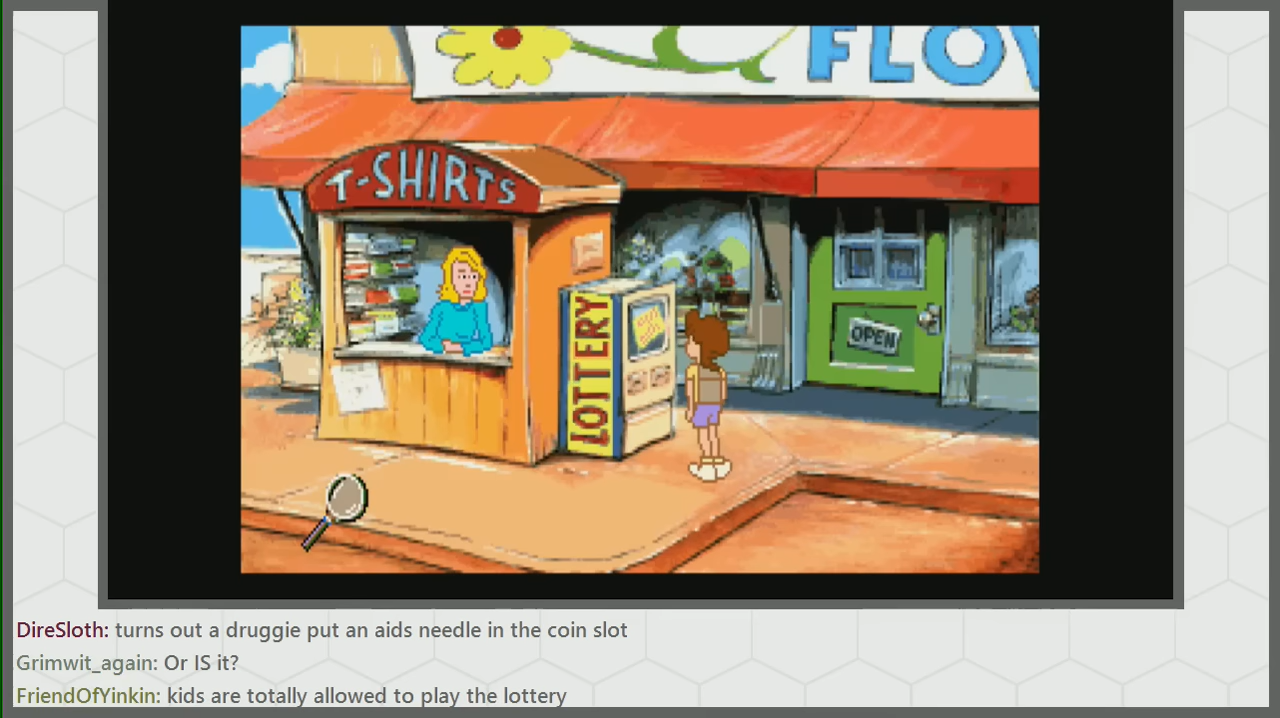 FLOW
T-SHIRTS
LOTTERY
OPEN
DireSloth: turns out a druggie put an aids needle in the coin slot
Grimwit_again: Or IS it?
FriendOfYinkin: kids are totally allowed to play the lottery